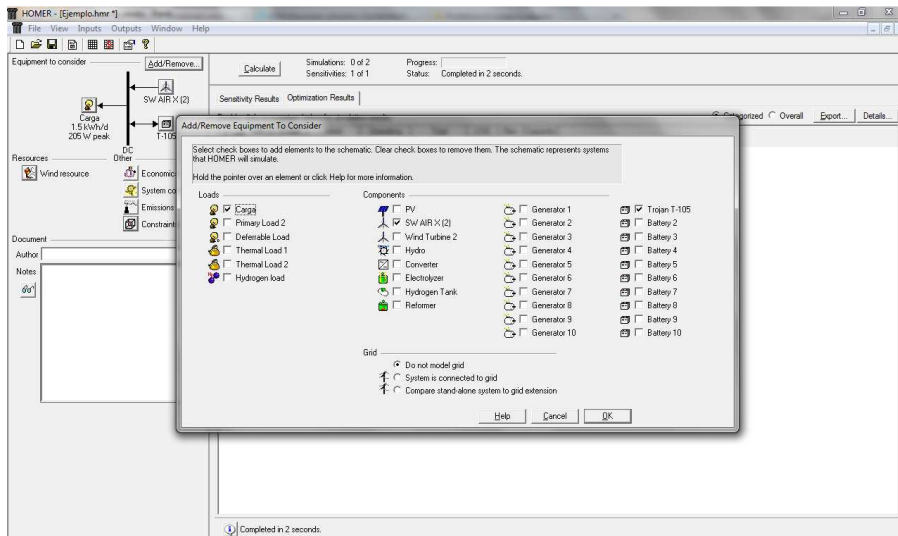 HOMER - [Ejemplo.hmr *]
File View Inputs Outputs Window Help
Equipment to consider Add/Remove...
Calculate
Simulations: 0 of 2
Sensitivities: 1 of 1
Progress:
Status: Completed in 2 seconds.
SW AIR X (2)
Carga
1.5 kWh/d
205 W peak
T-105
DC
Sensitivity Results Optimization Results
Categorized Overall Export... Details...
Resources Other
Wind resource
Economic
System co
Emissions
Constraint
Document
Author
Notes
Add/Remove Equipment To Consider
Select check boxes to add elements to the schematic. Clear check boxes to remove them. The schematic represents systems
that HOMER will simulate.
Hold the pointer over an element or click Help for more information.
Loads
Carga
Primary Load 2
Deferrable Load
Thermal Load 1
Thermal Load 2
Hydrogen load
Components
PV
SW AIR X (2)
Wind Turbine 2
Hydro
Converter
Electrolyzer
Hydrogen Tank
Reformer
Generator 1
Generator 2
Generator 3
Generator 4
Generator 5
Generator 6
Generator 7
Generator 8
Generator 9
Generator 10
Trojan T-105
Battery 2
Battery 3
Battery 4
Battery 5
Battery 6
Battery 7
Battery 8
Battery 9
Battery 10
Grid
Do not model grid
System is connected to grid
Compare stand-alone system to grid extension
Help Cancel OK
Completed in 2 seconds.